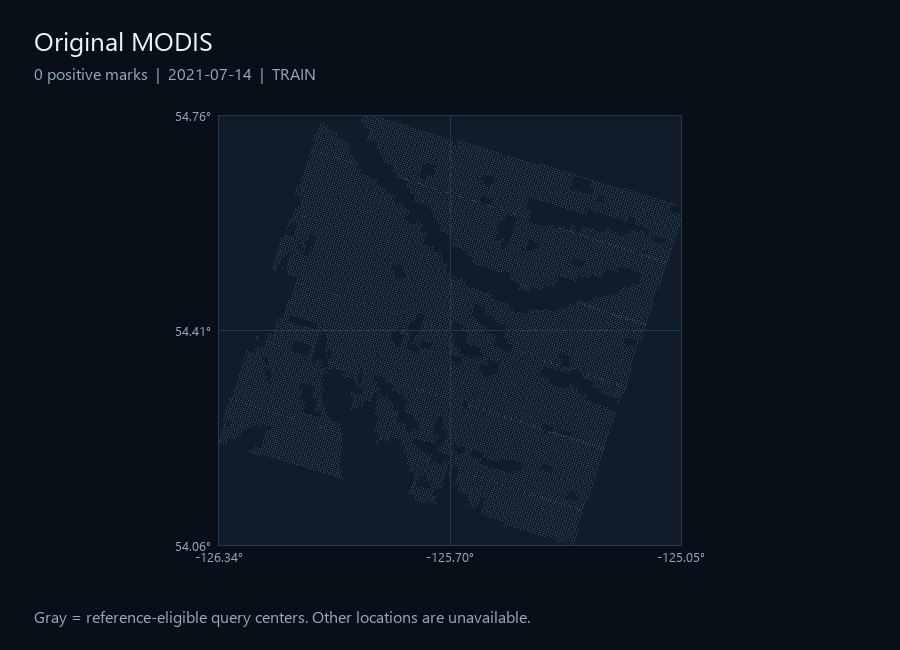 Original MODIS
0 positive marks | 2021-07-14 | TRAIN
54.76°
54.41°
54.06°
-126.34°
-125.70°
-125.05°
Gray = reference-eligible query centers. Other locations are unavailable.